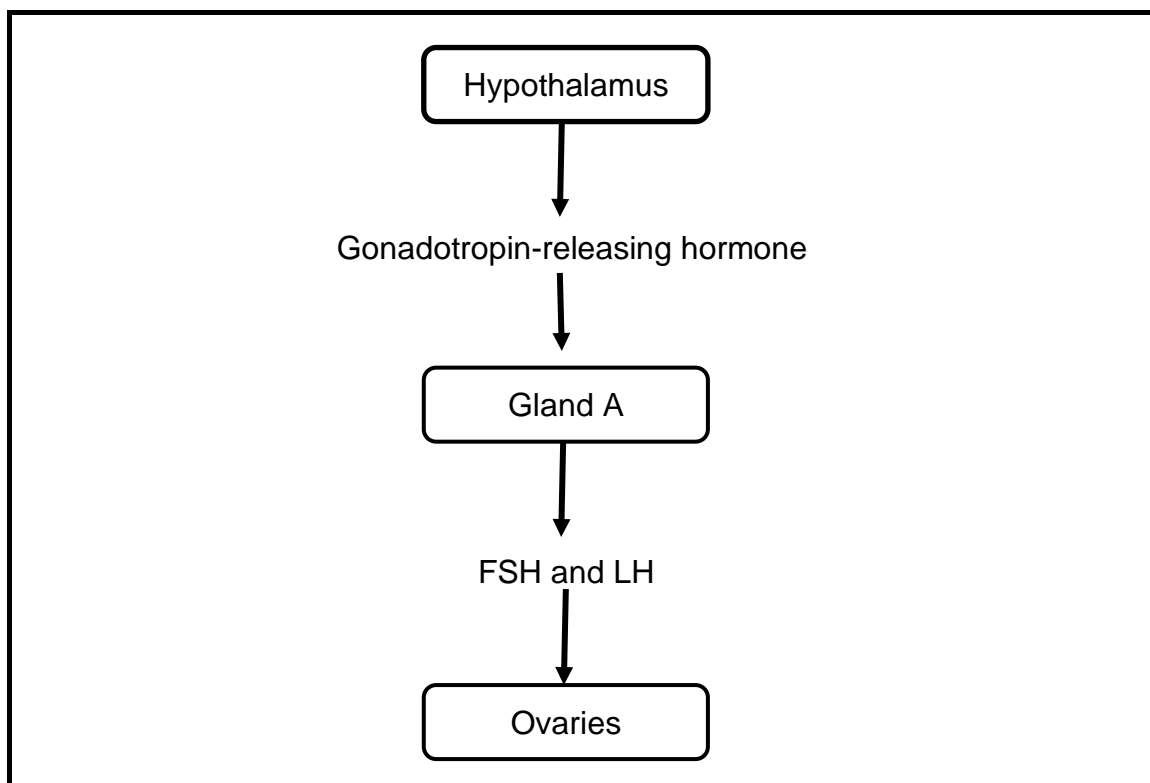 Hypothalamus
Gonadotropin-releasing hormone
Gland A
FSH and LH
Ovaries